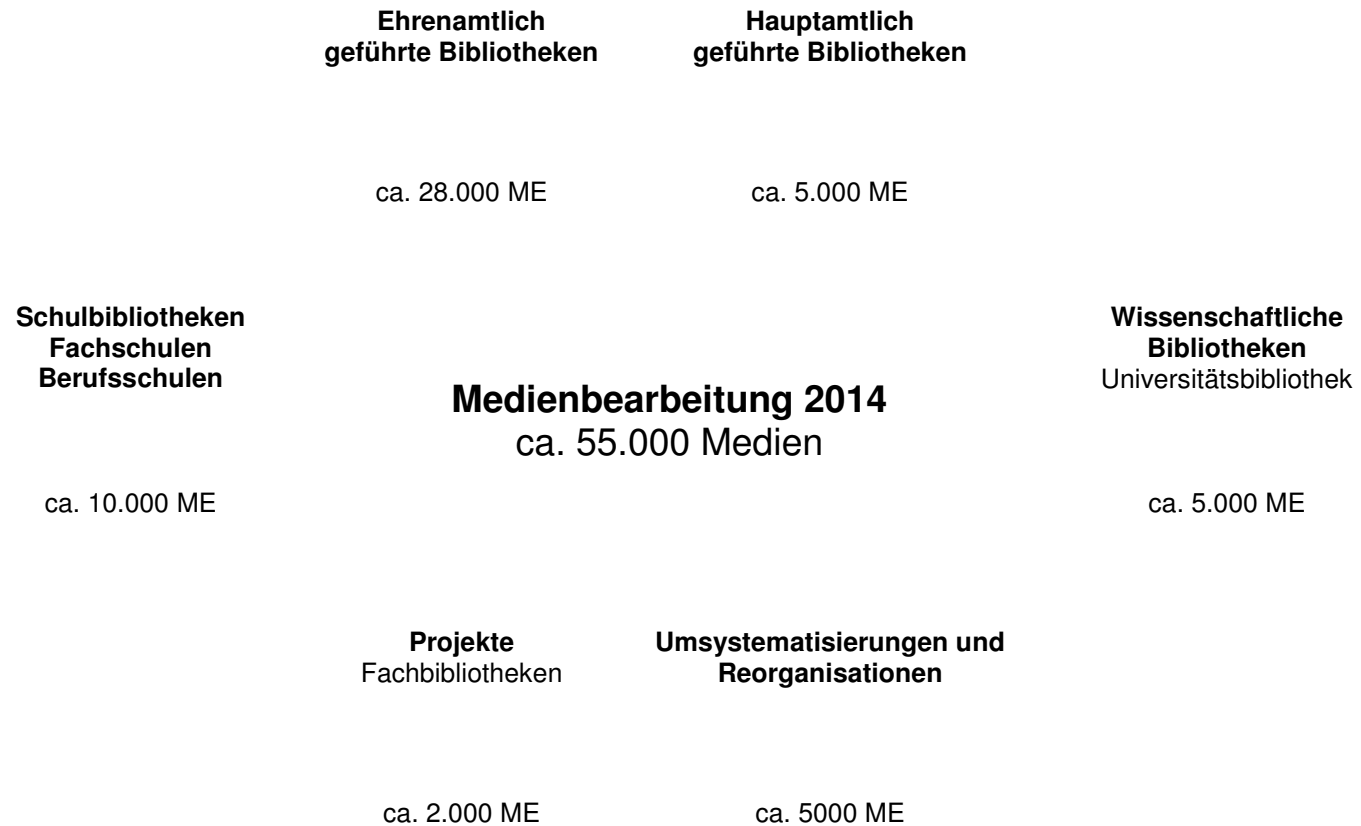 Ehrenamtlich
geführte Bibliotheken
ca. 28.000 ME
Hauptamtlich
geführte Bibliotheken
ca. 5.000 ME
Schulbibliotheken
Fachschulen
Berufsschulen
ca. 10.000 ME
Medienbearbeitung 2014
ca. 55.000 Medien
Wissenschaftliche
Bibliotheken
Universitätsbibliothek
ca. 5.000 ME
Projekte
Fachbibliotheken
ca. 2.000 ME
Umsystematisierungen und
Reorganisationen
ca. 5000 ME